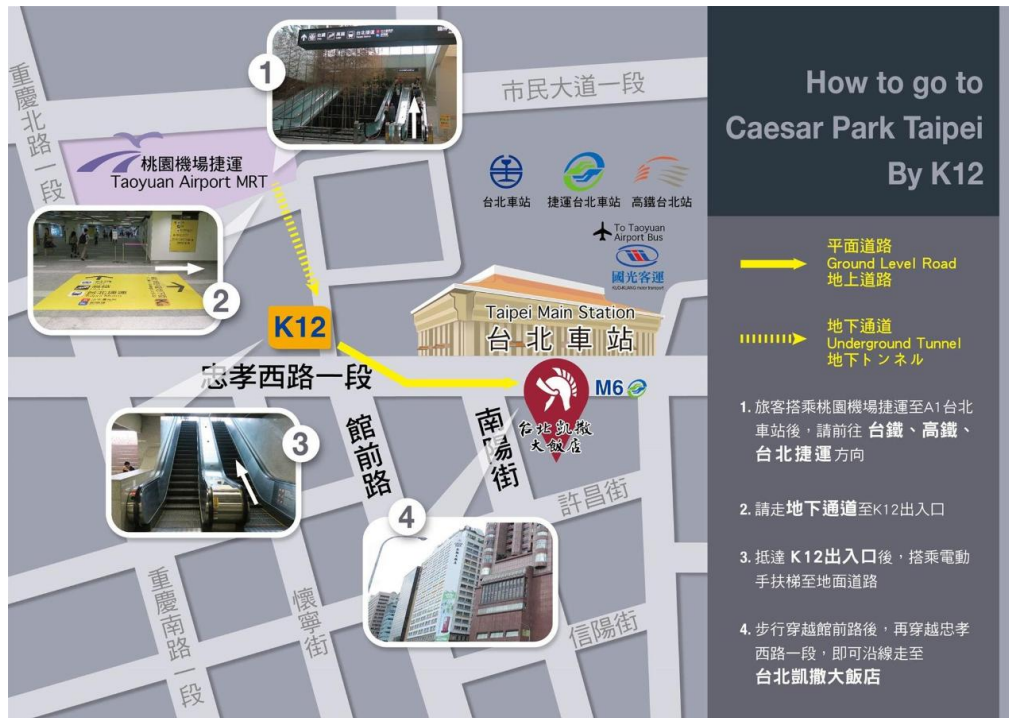 How to go to
Caesar Park Taipei
By K12
平面道路
Ground Level Road
地上道路
地下通道
Underground Tunnel
地下トンネル
1. 旅客搭乘桃園機場捷運至A1台北
車站後，請前往 台鐵、高鐵、
台北捷運方向
2. 請走地下通道至K12出入口
3. 抵達 K12出入口後，搭乘電動
手扶梯至地面道路
4. 步行穿越館前路後，再穿越忠孝
西路一段，即可沿線走至
台北凱撒大飯店
1
市民大道一段
重慶北路一段
桃園機場捷運
Taoyuan Airport MRT
台北車站
捷運台北車站
高鐵台北站
To Taoyuan
Airport Bus
國光客運
2
K12
Taipei Main Station
台北車站
忠孝西路一段
M6
台北凱撒
大飯店
3
館前路
南陽街
許昌街
4
重慶南路一段
懷寧街
信陽街